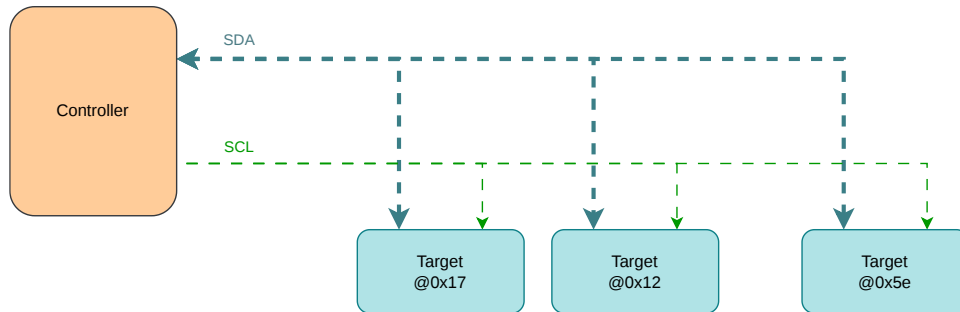 SDA
Controller
SCL
Target
@0x17
Target
@0x12
Target
@0x5e